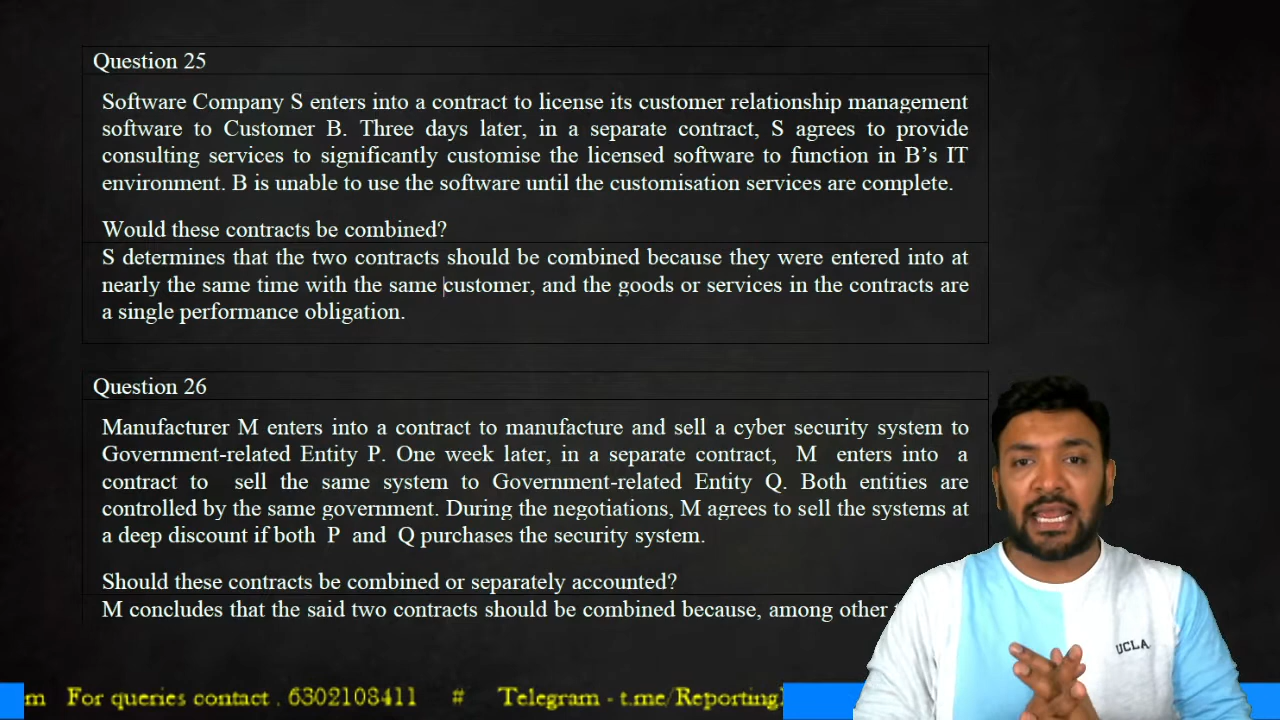 Question 25
Software Company S enters into a contract to license its customer relationship management
software to Customer B. Three days later, in a separate contract, S agrees to provide
consulting services to significantly customise the licensed software to function in B’s IT
environment. B is unable to use the software until the customisation services are complete.
Would these contracts be combined?
S determines that the two contracts should be combined because they were entered into at
nearly the same time with the same customer, and the goods or services in the contracts are
a single performance obligation.
Question 26
Manufacturer M enters into a contract to manufacture and sell a cyber security system to
Government-related Entity P. One week later, in a separate contract, M enters into a
contract to sell the same system to Government-related Entity Q. Both entities are
controlled by the same government. During the negotiations, M agrees to sell the systems at
a deep discount if both P and Q purchases the security system.
Should these contracts be combined or separately accounted?
M concludes that the said two contracts should be combined because, among other
UCLA
m For queries contact . 6302108411 # Telegram - t.me/Reporting